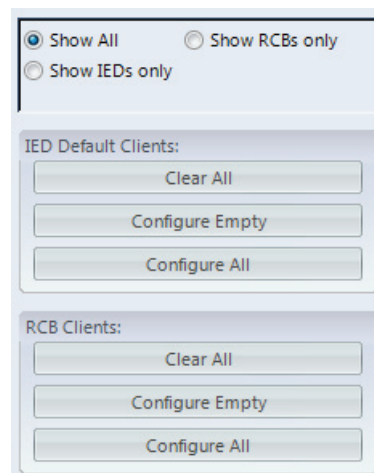 Show All Show RCBs only
Show IEDs only
IED Default Clients:
Clear All
Configure Empty
Configure All
RCB Clients:
Clear All
Configure Empty
Configure All